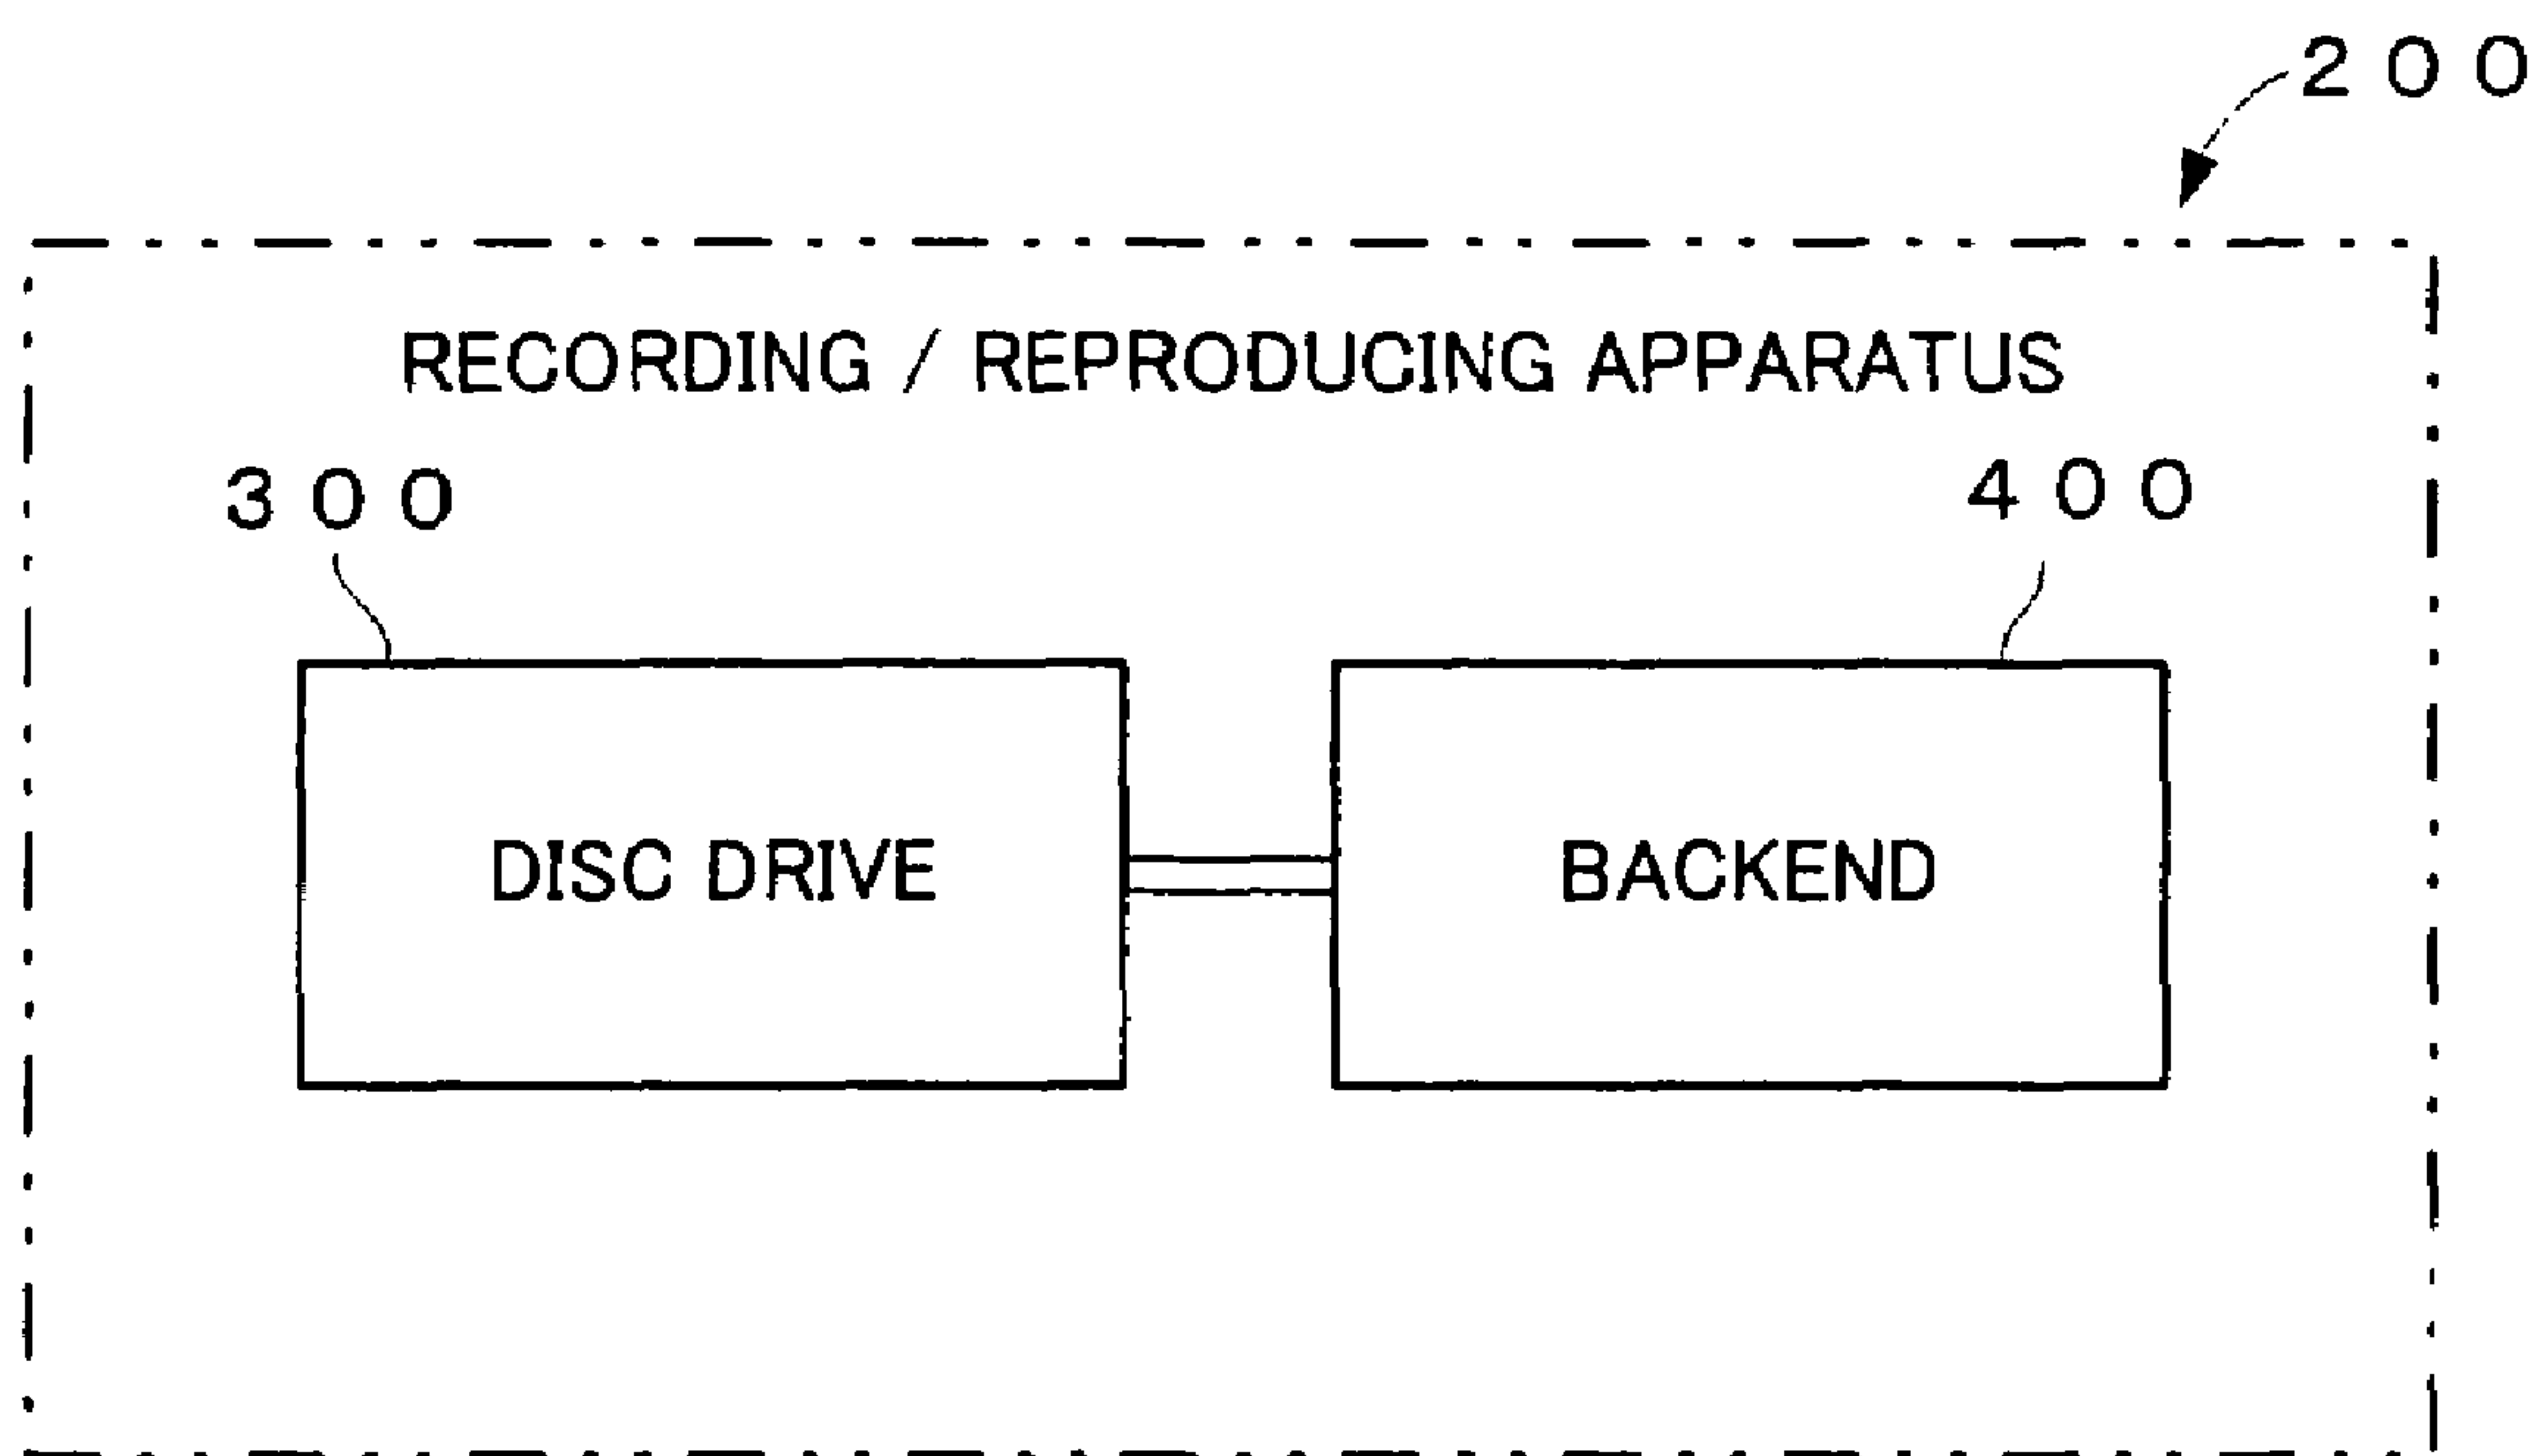 200
RECORDING / REPRODUCING APPARATUS
300
400
DISC DRIVE
BACKEND